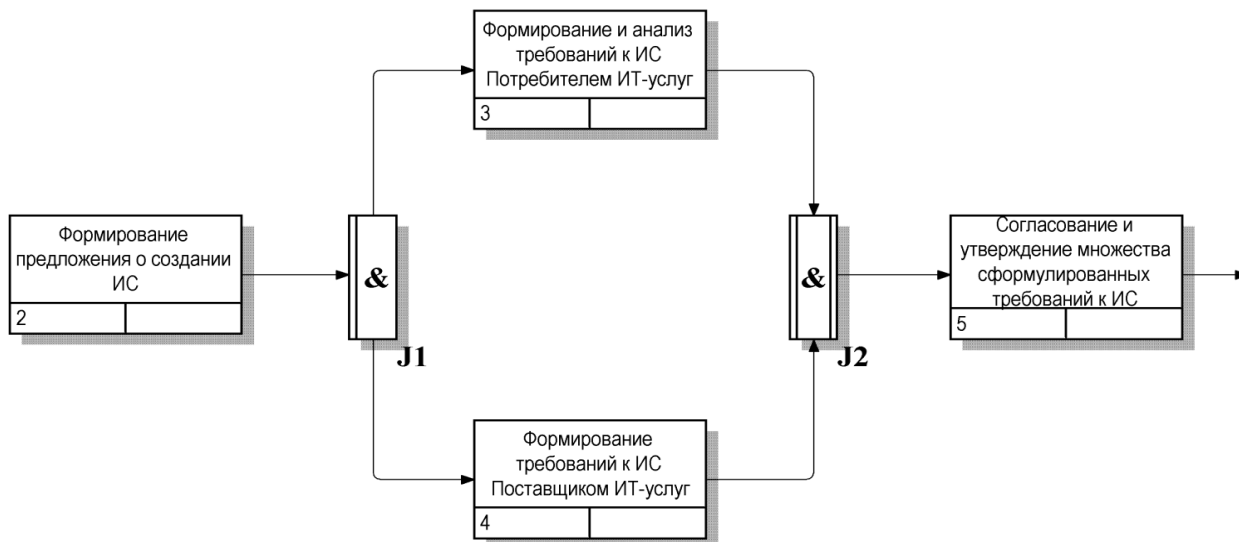 Формирование и анализ
требований к ИС
Потребителем ИТ-услуг
3
Формирование
предложения о создании
ИС
2
&
J1
&
J2
Согласование и
утверждение множества
сформулированных
требований к ИС
5
Формирование
требований к ИС
Поставщиком ИТ-услуг
4